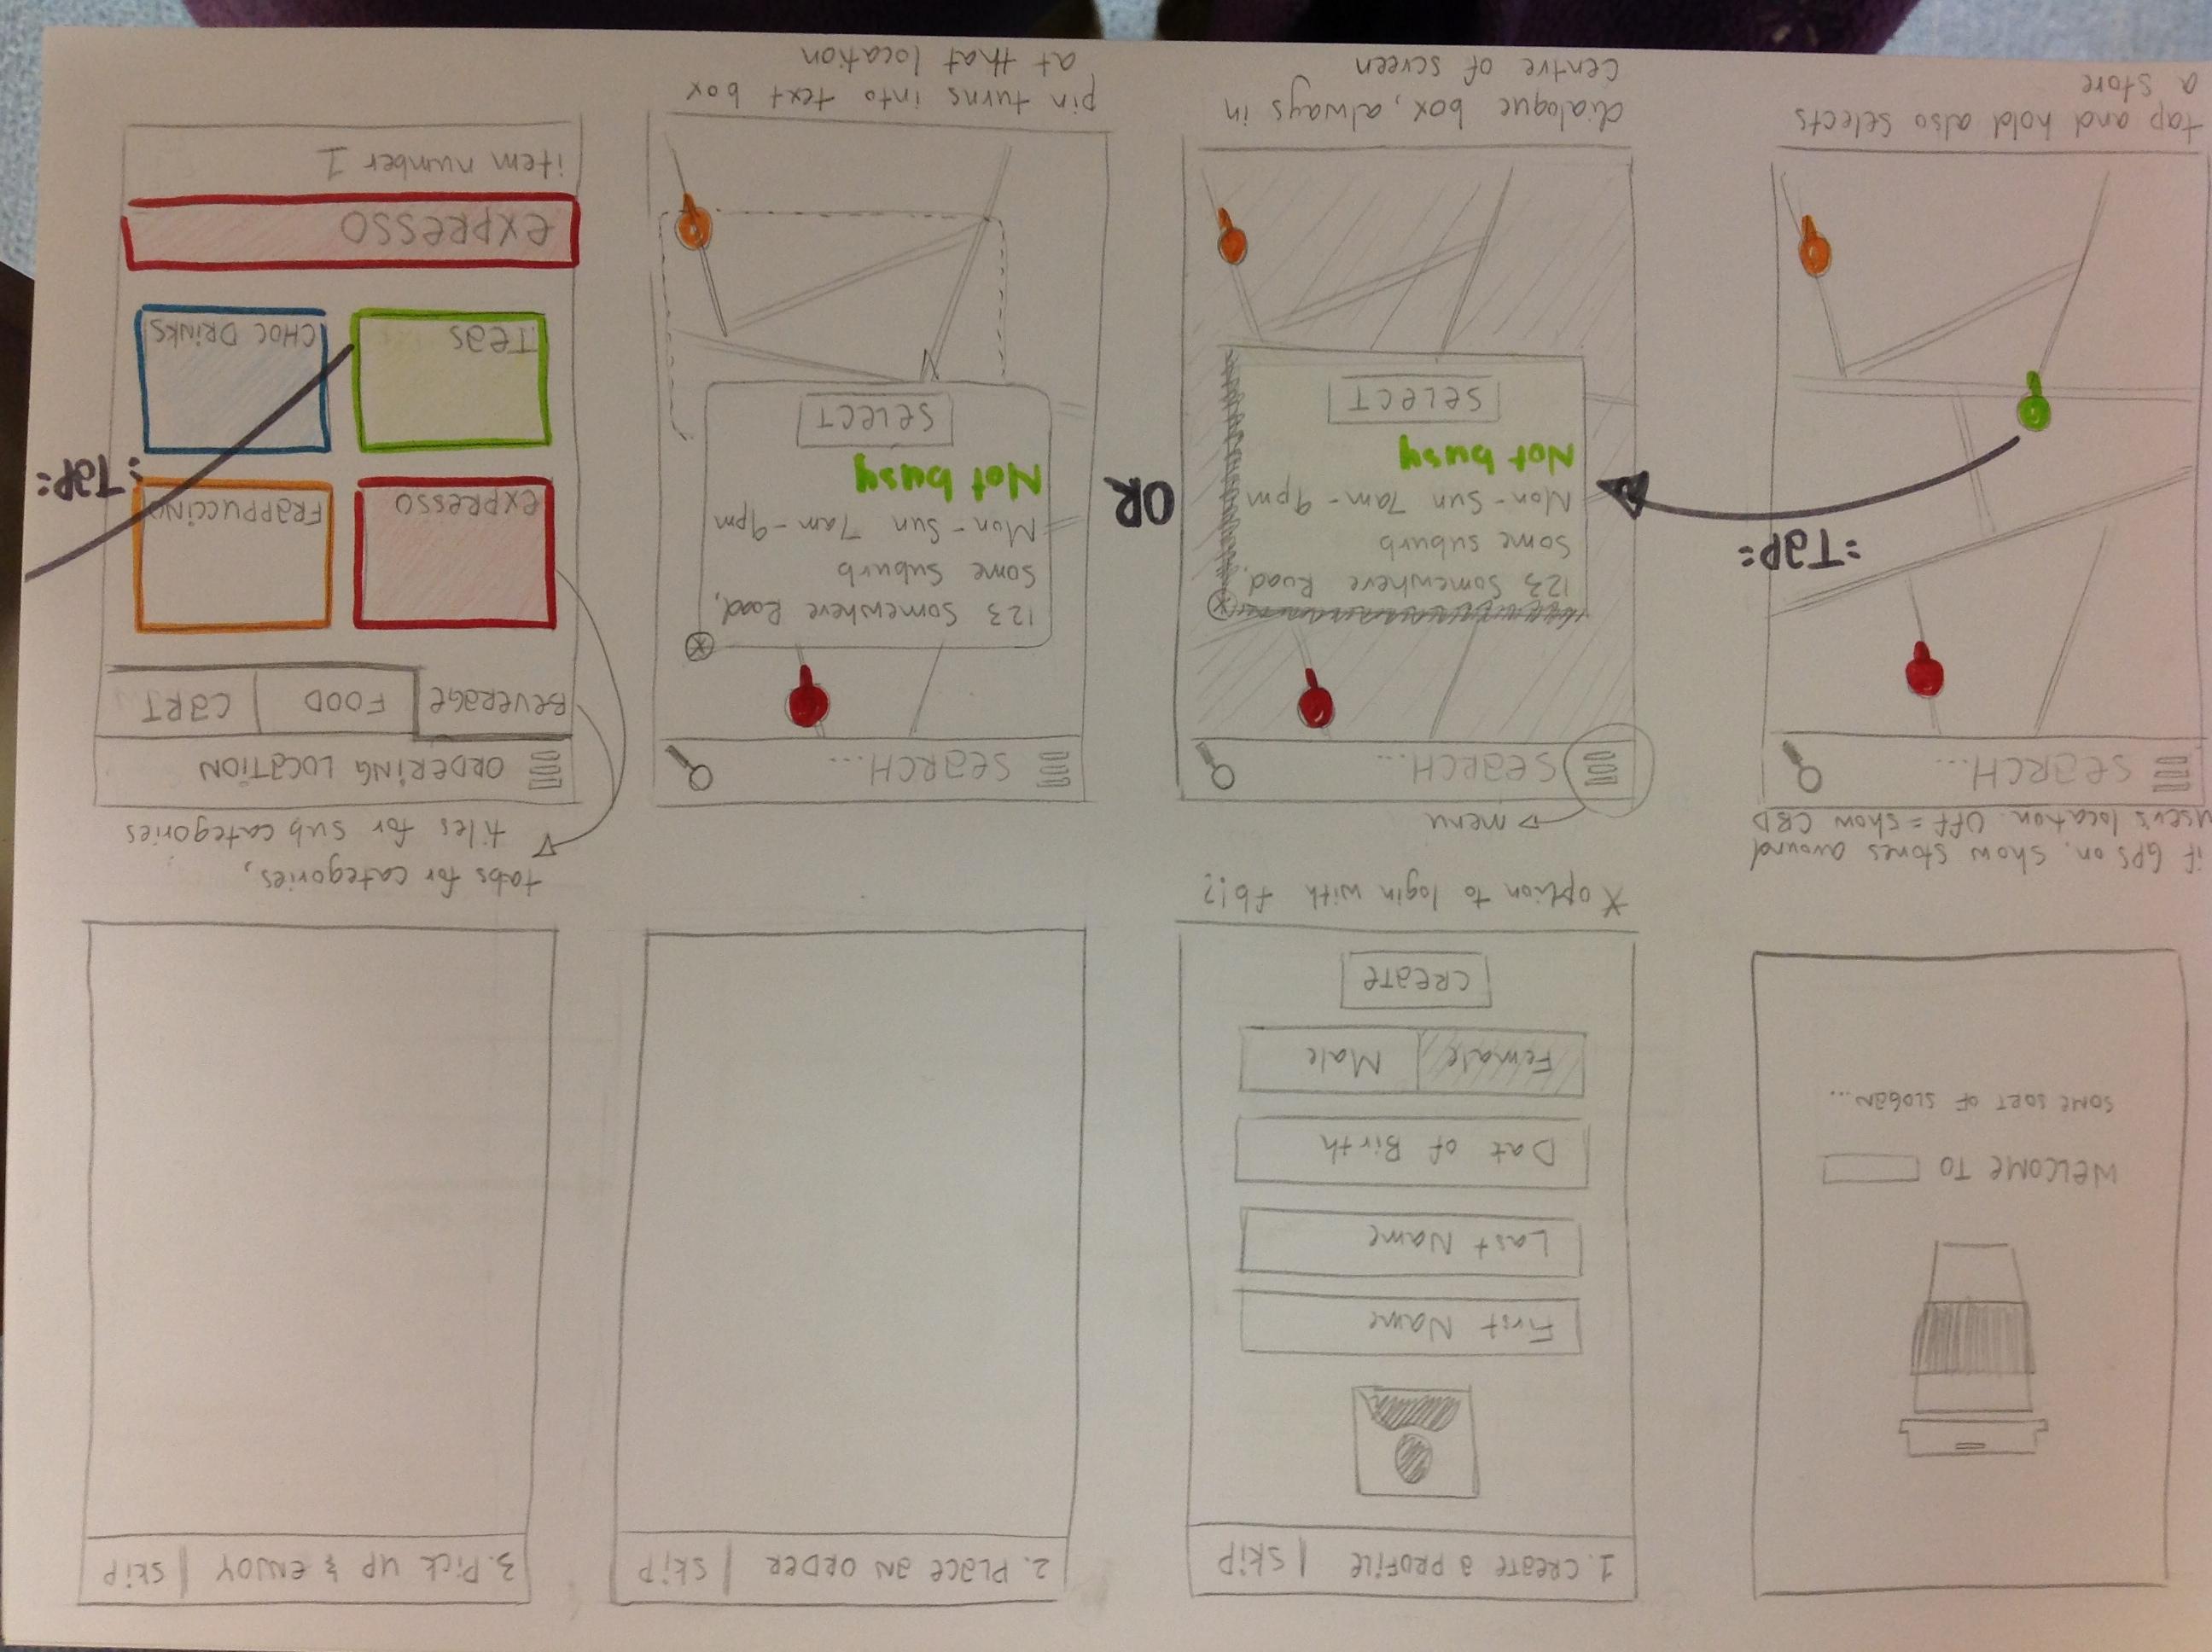 WELCOME TO
SOME SORT OF SLOGAN...
1. CREATE A PROFILE | SKIP
First Name
Last Name
Dat of Birth
Female Male
CREATE
* option to login with fb!?
2. PLACE AN ORDER | SKIP
3. Pick UP & ENJOY | SKIP
if GPS on, show stores around
user's location. Off = show CBD
SEARCH...
=TAP=
tap and hold also selects
a store
menu
SEARCH...
123 Somewhere Road,
Some suburb
Mon-Sun 7am-9pm
Not busy
SELECT
dialogue box, always in
centre of screen
OR
SEARCH...
123 Somewhere Road,
Some Suburb
Mon-Sun 7am-9pm
Not busy
SELECT
pin turns into text box
at that location
tabs for categories,
tiles for sub categories
ORDERING LOCATION
BEVERAGE FOOD CART
EXPRESSO FRAPPUCCINO
=TAP=
TEAS CHOC DRINKS
EXPRESSO
item number 1